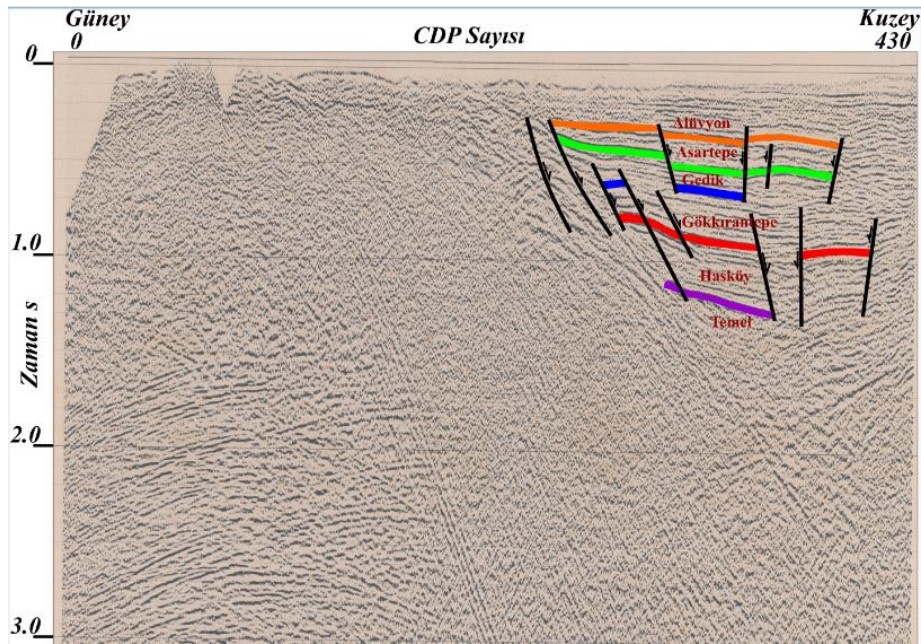 Güney
Kuzey
0
CDP Sayısı
430
0
Alüvyon
Asartepe
Gedik
Gökkırantepe
1.0
Hasköy
Temel
Zaman s
2.0
3.0